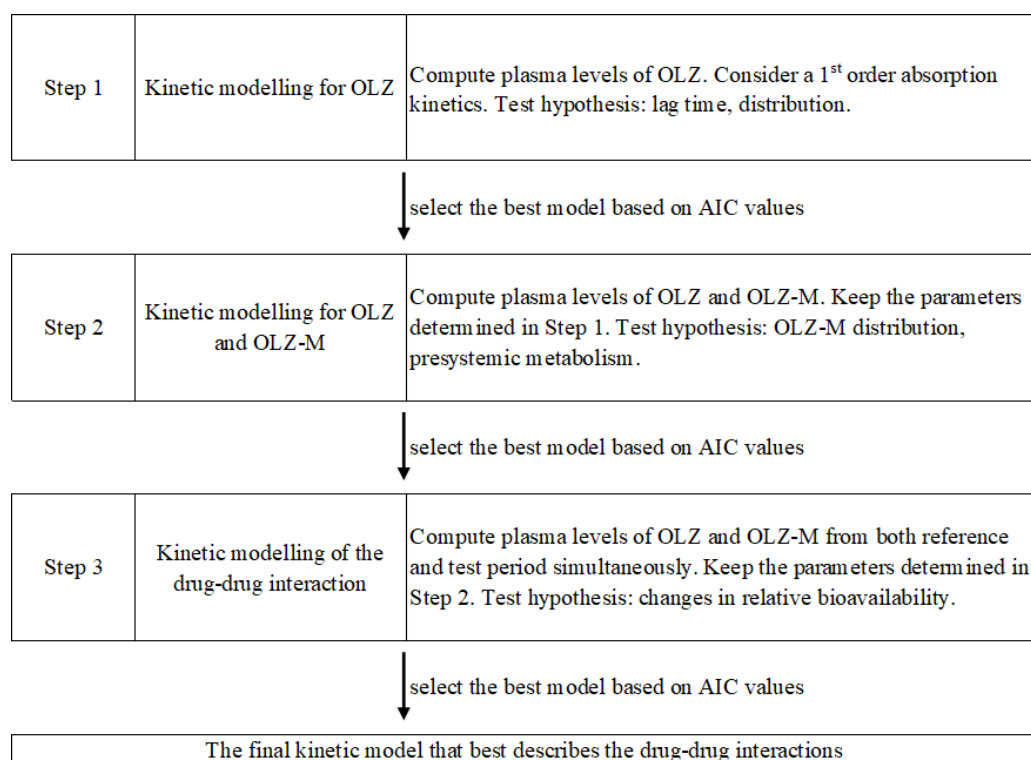 Step 1
Kinetic modelling for OLZ
Compute plasma levels of OLZ. Consider a 1st order absorption
kinetics. Test hypothesis: lag time, distribution.
select the best model based on AIC values
Step 2
Kinetic modelling for OLZ
and OLZ-M
Compute plasma levels of OLZ and OLZ-M. Keep the parameters
determined in Step 1. Test hypothesis: OLZ-M distribution,
presystemic metabolism.
select the best model based on AIC values
Step 3
Kinetic modelling of the
drug-drug interaction
Compute plasma levels of OLZ and OLZ-M from both reference
and test period simultaneously. Keep the parameters determined in
Step 2. Test hypothesis: changes in relative bioavailability.
select the best model based on AIC values
The final kinetic model that best describes the drug-drug interactions